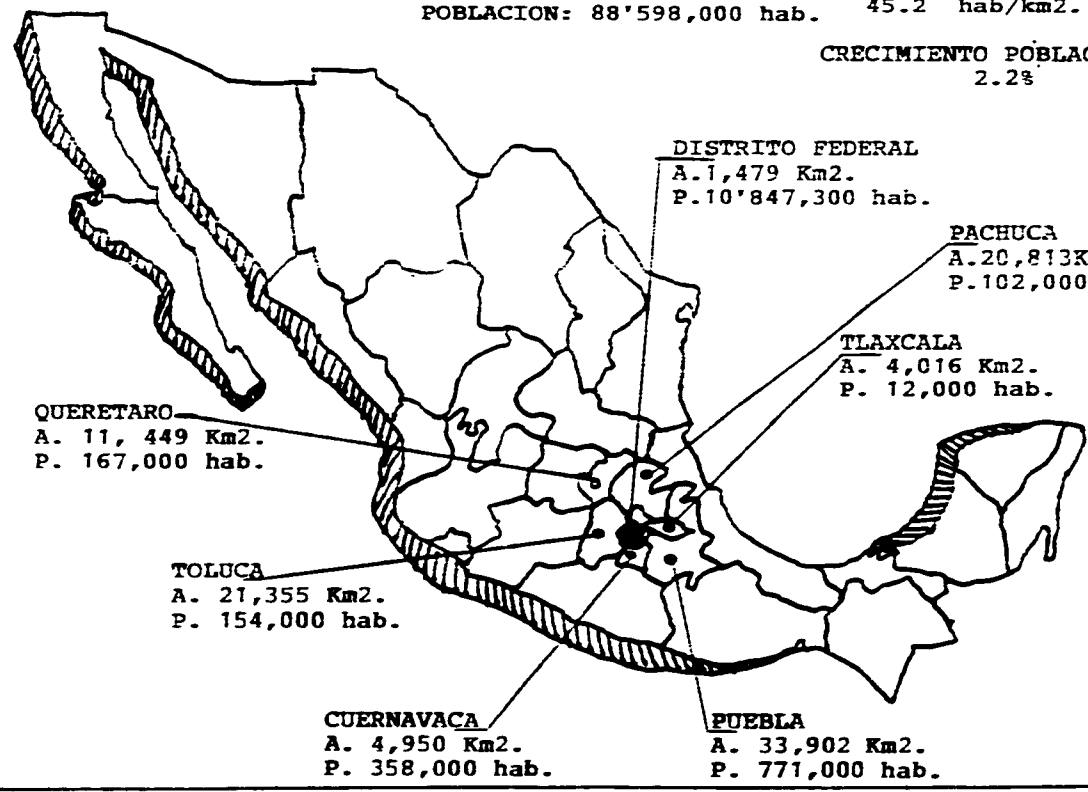 POBLACION: 88'598,000 hab.
45.2 hab/km2.
CRECIMIENTO POBLAC
2.2%
DISTRITO FEDERAL
A.1,479 Km2.
P.10'847,300 hab.
PACHUCA
A.20,813K
P.102,000
TLAXCALA
A. 4,016 Km2.
P. 12,000 hab.
QUERETARO
A. 11, 449 Km2.
P. 167,000 hab.
TOLUCA
A. 21,355 Km2.
P. 154,000 hab.
CUERNAVACA
A. 4,950 Km2.
P. 358,000 hab.
PUEBLA
A. 33,902 Km2.
P. 771,000 hab.